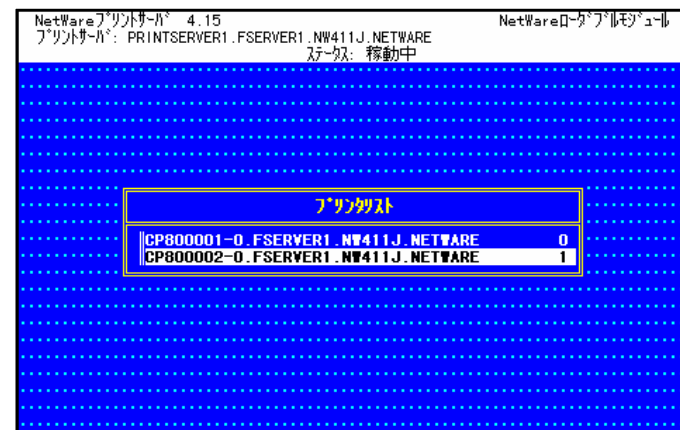 NetWareﾌﾟﾘﾝﾄｻｰﾊﾞ 4.15 NetWareﾛｰﾀﾞﾌﾞﾙﾓｼﾞｭｰﾙ
ﾌﾟﾘﾝﾄｻｰﾊﾞ: PRINTSERVER1.FSERVER1.NW411J.NETWARE
ｽﾃｰﾀｽ: 稼動中
ﾌﾟﾘﾝﾀﾘｽﾄ
CP800001-0.FSERVER1.NW411J.NETWARE 0
CP800002-0.FSERVER1.NW411J.NETWARE 1